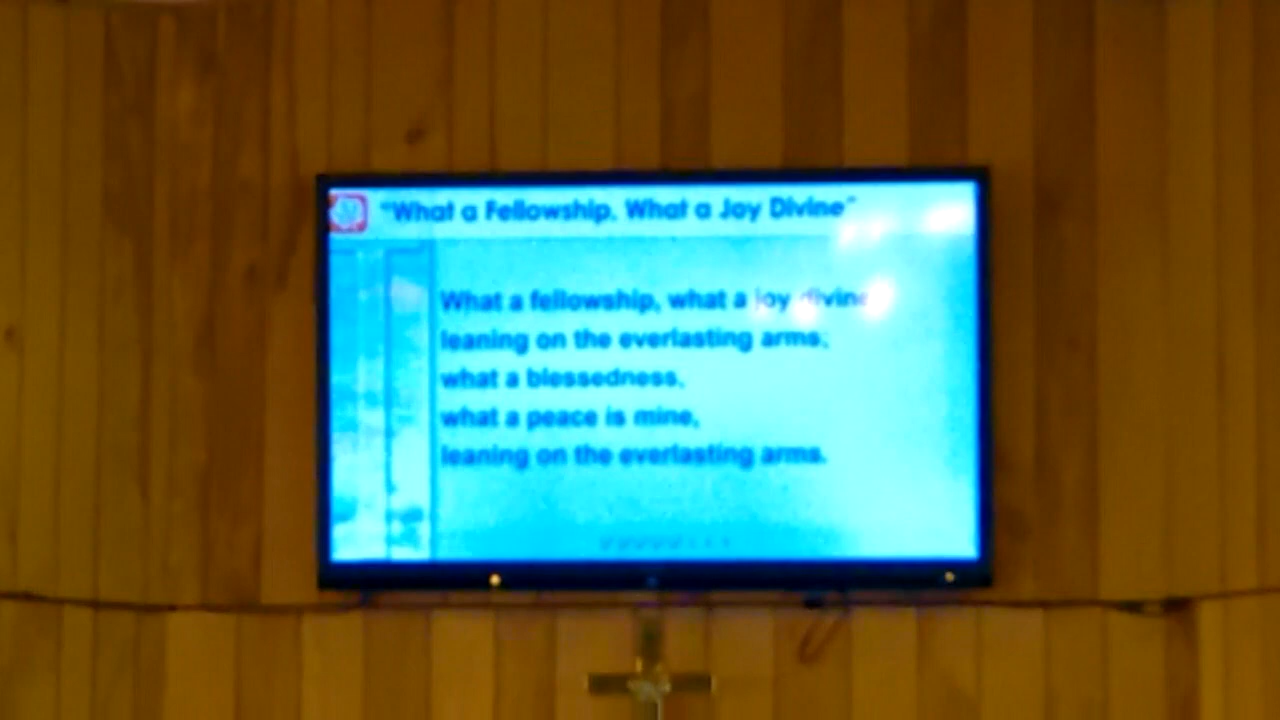 "What a Fellowship, What a Joy Divine"
What a fellowship, what a joy divine
leaning on the everlasting arms;
what a blessedness,
what a peace is mine,
leaning on the everlasting arms.